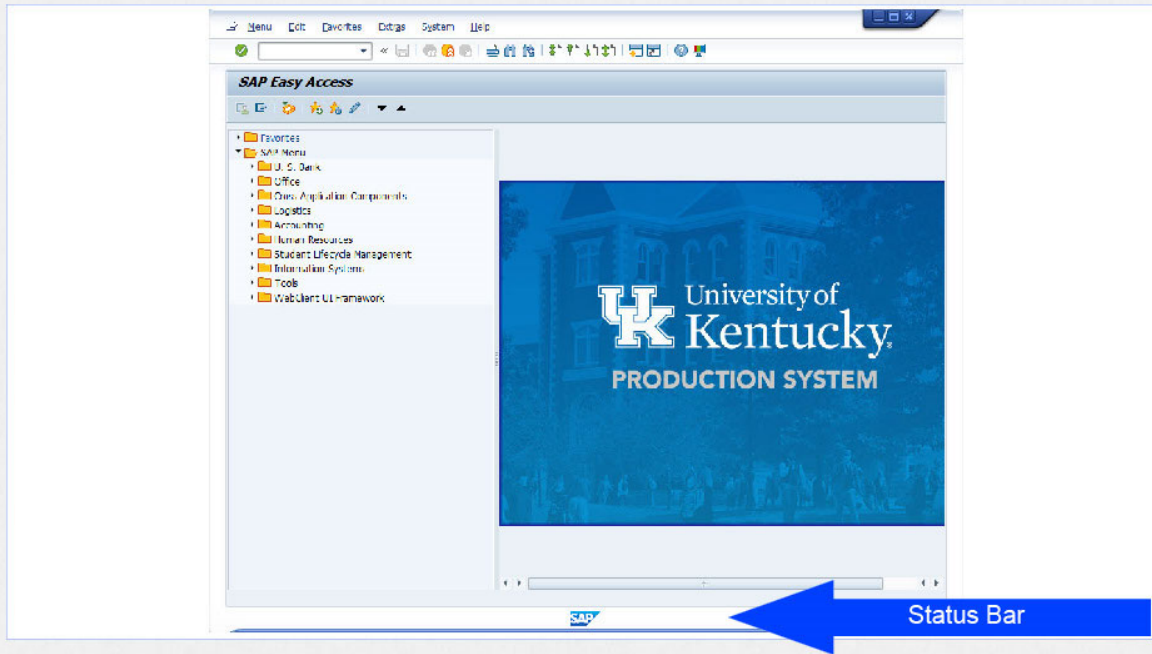 Menu Edit Favorites Extras System Help
SAP Easy Access
Favorites
SAP Menu
U. S. Bank
Office
Cross Application Components
Logistics
Accounting
Human Resources
Student Lifecycle Management
Information Systems
Tools
WebClient UI Framework
UK University of
Kentucky
PRODUCTION SYSTEM
SAP
Status Bar